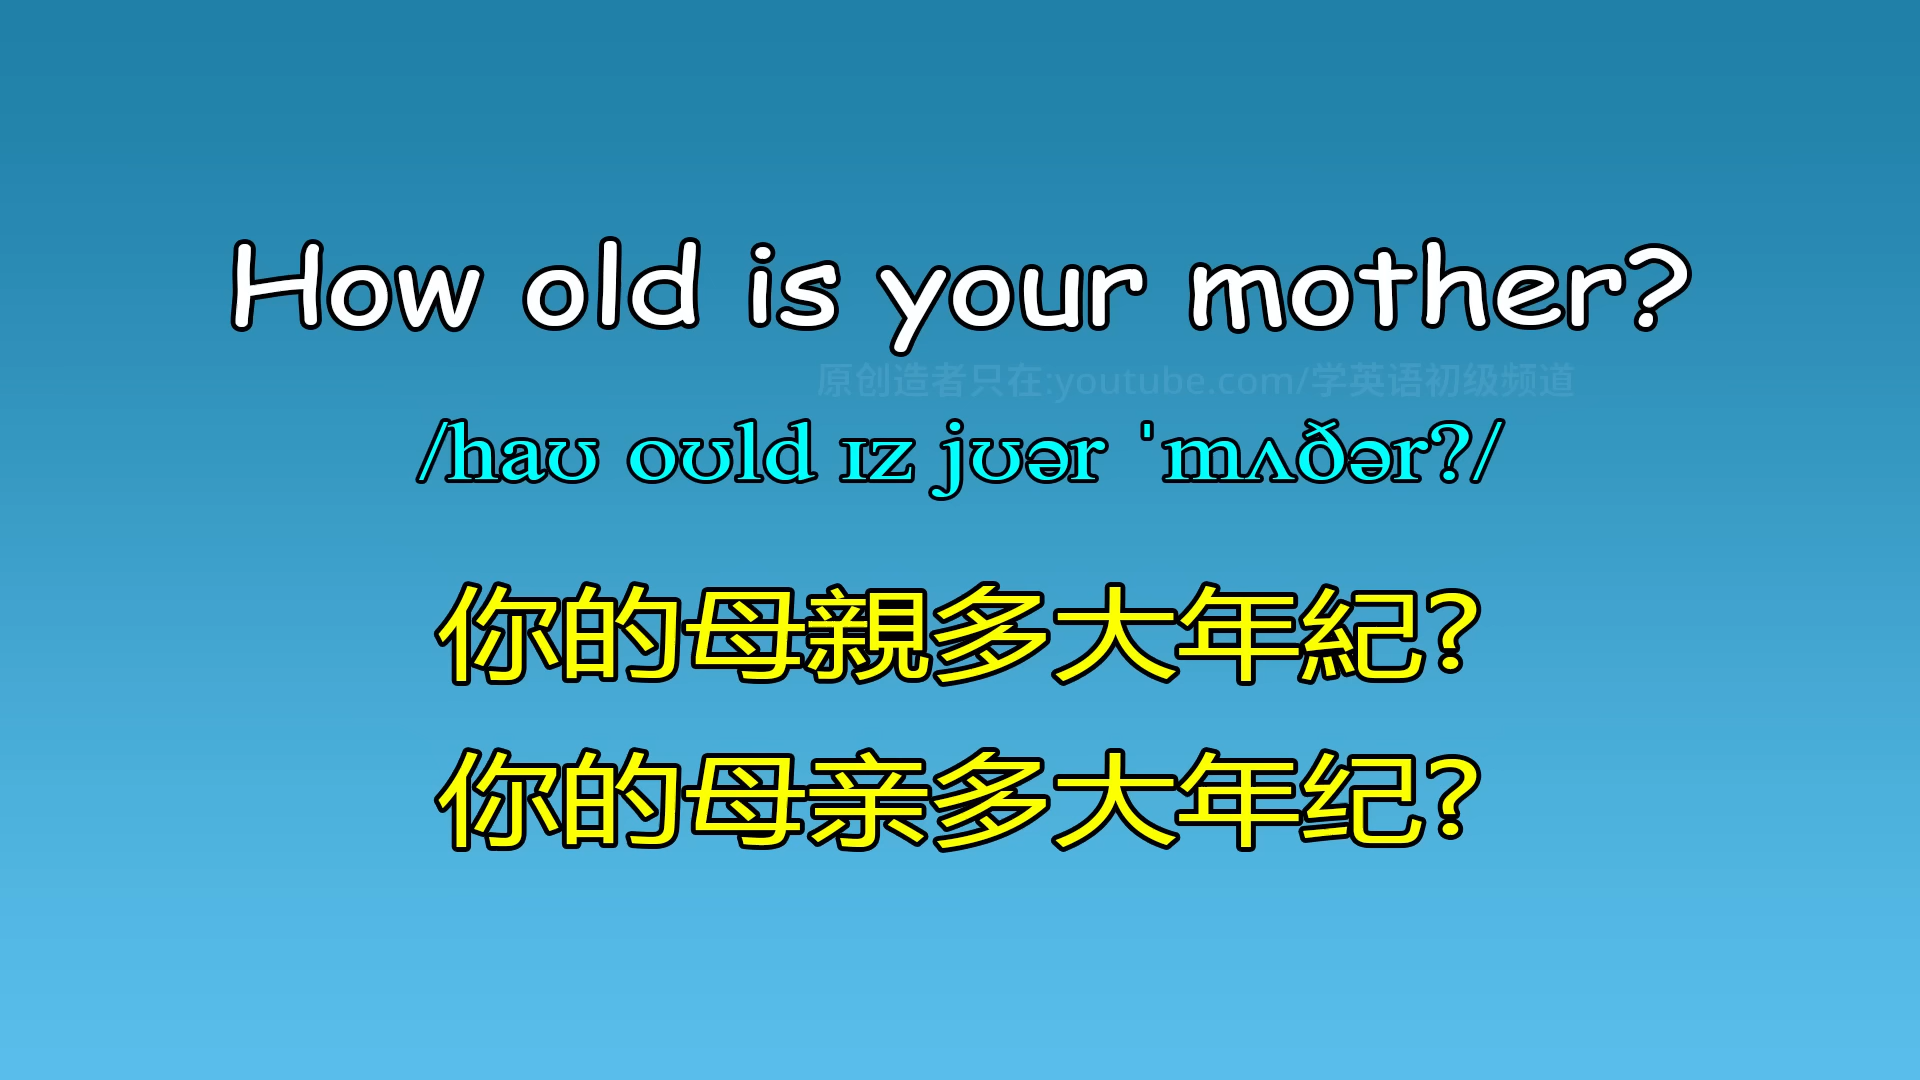 How old is your mother?
原创造者只在:youtube.com/学英语初级频道
/haʊ oʊld ɪz jʊər ˈmʌðər?/
你的母親多大年紀?
你的母亲多大年纪?